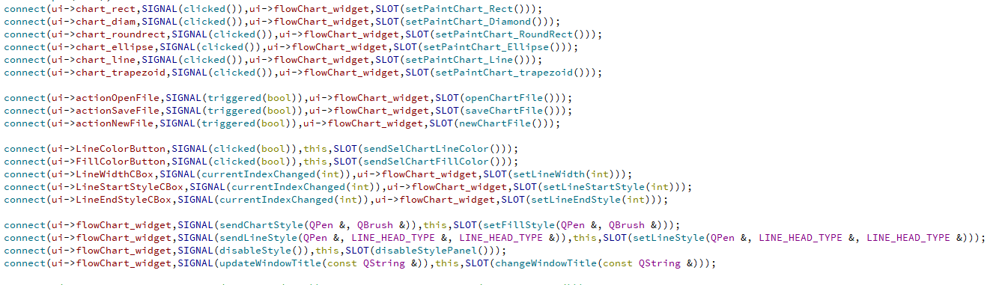 connect(ui->chart_rect,SIGNAL(clicked()),ui->flowChart_widget,SLOT(setPaintChart_Rect()));
connect(ui->chart_diam,SIGNAL(clicked()),ui->flowChart_widget,SLOT(setPaintChart_Diamond()));
connect(ui->chart_roundrect,SIGNAL(clicked()),ui->flowChart_widget,SLOT(setPaintChart_RoundRect()));
connect(ui->chart_ellipse,SIGNAL(clicked()),ui->flowChart_widget,SLOT(setPaintChart_Ellipse()));
connect(ui->chart_line,SIGNAL(clicked()),ui->flowChart_widget,SLOT(setPaintChart_Line()));
connect(ui->chart_trapezoid,SIGNAL(clicked()),ui->flowChart_widget,SLOT(setPaintChart_trapezoid()));
connect(ui->actionOpenFile,SIGNAL(triggered(bool)),ui->flowChart_widget,SLOT(openChartFile()));
connect(ui->actionSaveFile,SIGNAL(triggered(bool)),ui->flowChart_widget,SLOT(saveChartFile()));
connect(ui->actionNewFile,SIGNAL(triggered(bool)),ui->flowChart_widget,SLOT(newChartFile()));
connect(ui->LineColorButton,SIGNAL(clicked(bool)),this,SLOT(sendSelChartLineColor()));
connect(ui->FillColorButton,SIGNAL(clicked(bool)),this,SLOT(sendSelChartFillColor()));
connect(ui->LineWidthCBox,SIGNAL(currentIndexChanged(int)),ui->flowChart_widget,SLOT(setLineWidth(int)));
connect(ui->LineStartStyleCBox,SIGNAL(currentIndexChanged(int)),ui->flowChart_widget,SLOT(setLineStartStyle(int)));
connect(ui->LineEndStyleCBox,SIGNAL(currentIndexChanged(int)),ui->flowChart_widget,SLOT(setLineEndStyle(int)));
connect(ui->flowChart_widget,SIGNAL(sendChartStyle(QPen &, QBrush &)),this,SLOT(setFillStyle(QPen &, QBrush &)));
connect(ui->flowChart_widget,SIGNAL(sendLineStyle(QPen &, LINE_HEAD_TYPE &, LINE_HEAD_TYPE &)),this,SLOT(setLineStyle(QPen &, LINE_HEAD_TYPE &, LINE_HEAD_TYPE &)));
connect(ui->flowChart_widget,SIGNAL(disableStyle()),this,SLOT(disableStylePanel()));
connect(ui->flowChart_widget,SIGNAL(updateWindowTitle(const QString &)),this,SLOT(changeWindowTitle(const QString &)));